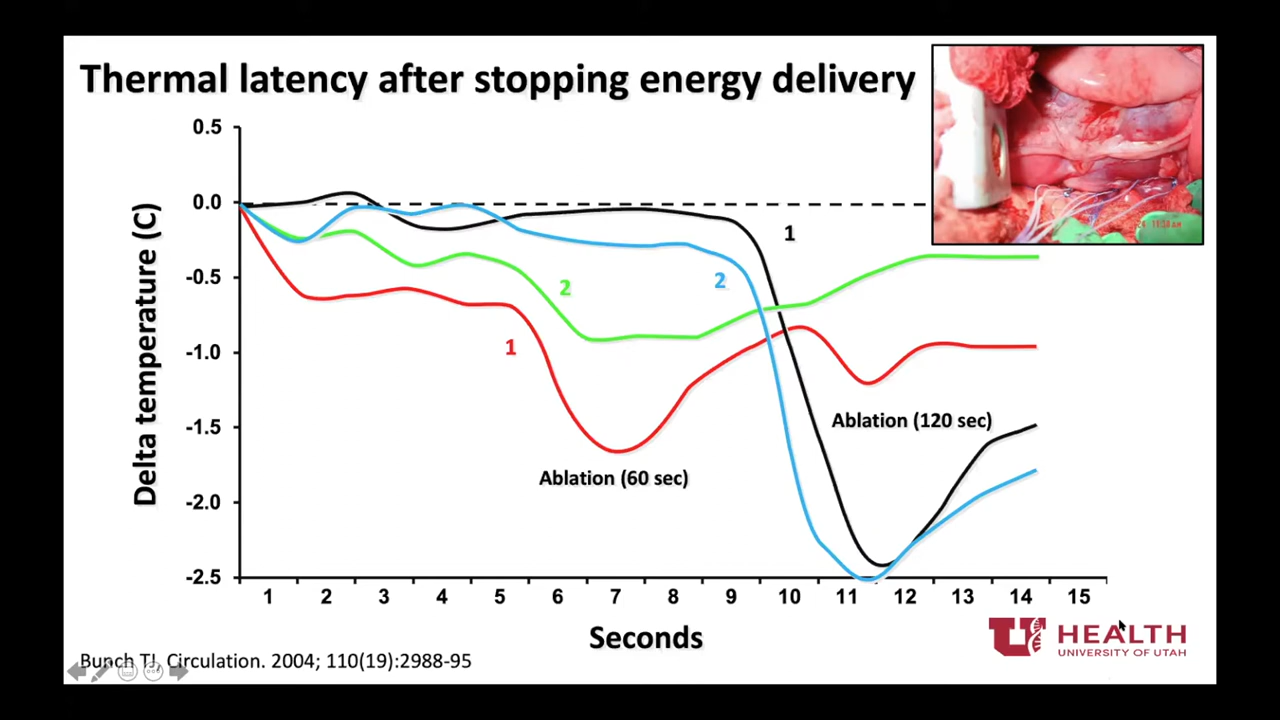 Thermal latency after stopping energy delivery
0.5
0.0
-0.5
-1.0
-1.5
-2.0
-2.5
Delta temperature (C)
1
2
2
1
Ablation (120 sec)
Ablation (60 sec)
1 2 3 4 5 6 7 8 9 10 11 12 13 14 15
Seconds
U HEALTH
UNIVERSITY OF UTAH
Bunch TJ. Circulation. 2004; 110(19):2988-95